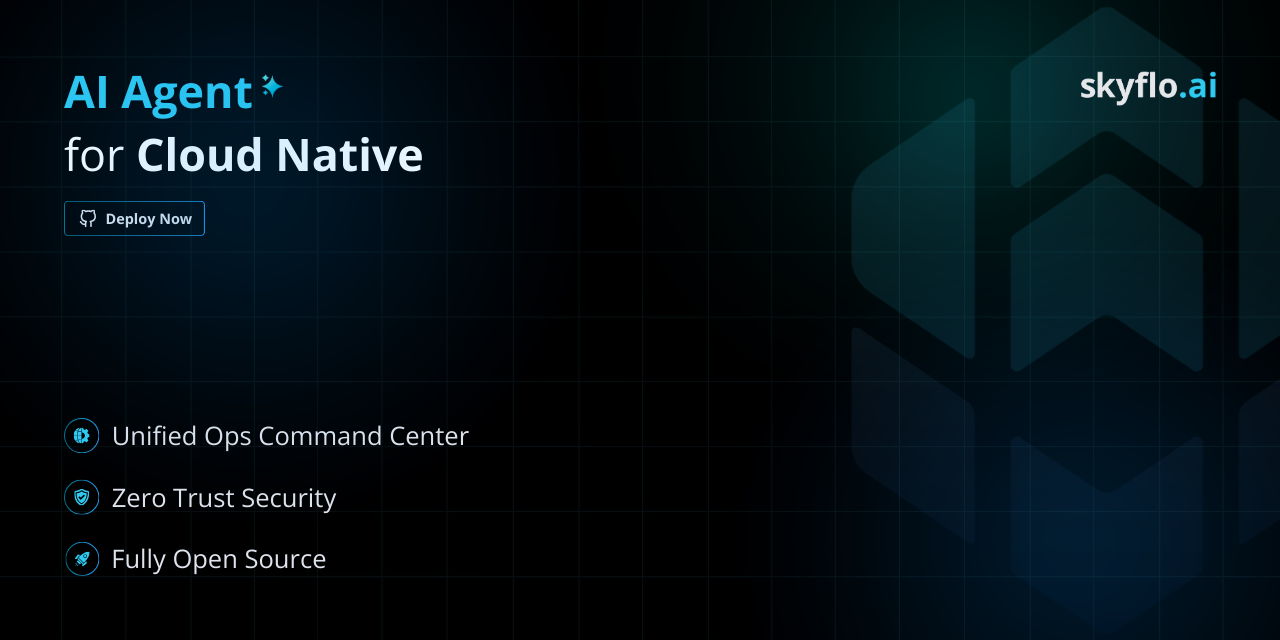 AI Agent
for Cloud Native
skyflo.ai
Deploy Now
Unified Ops Command Center
Zero Trust Security
Fully Open Source